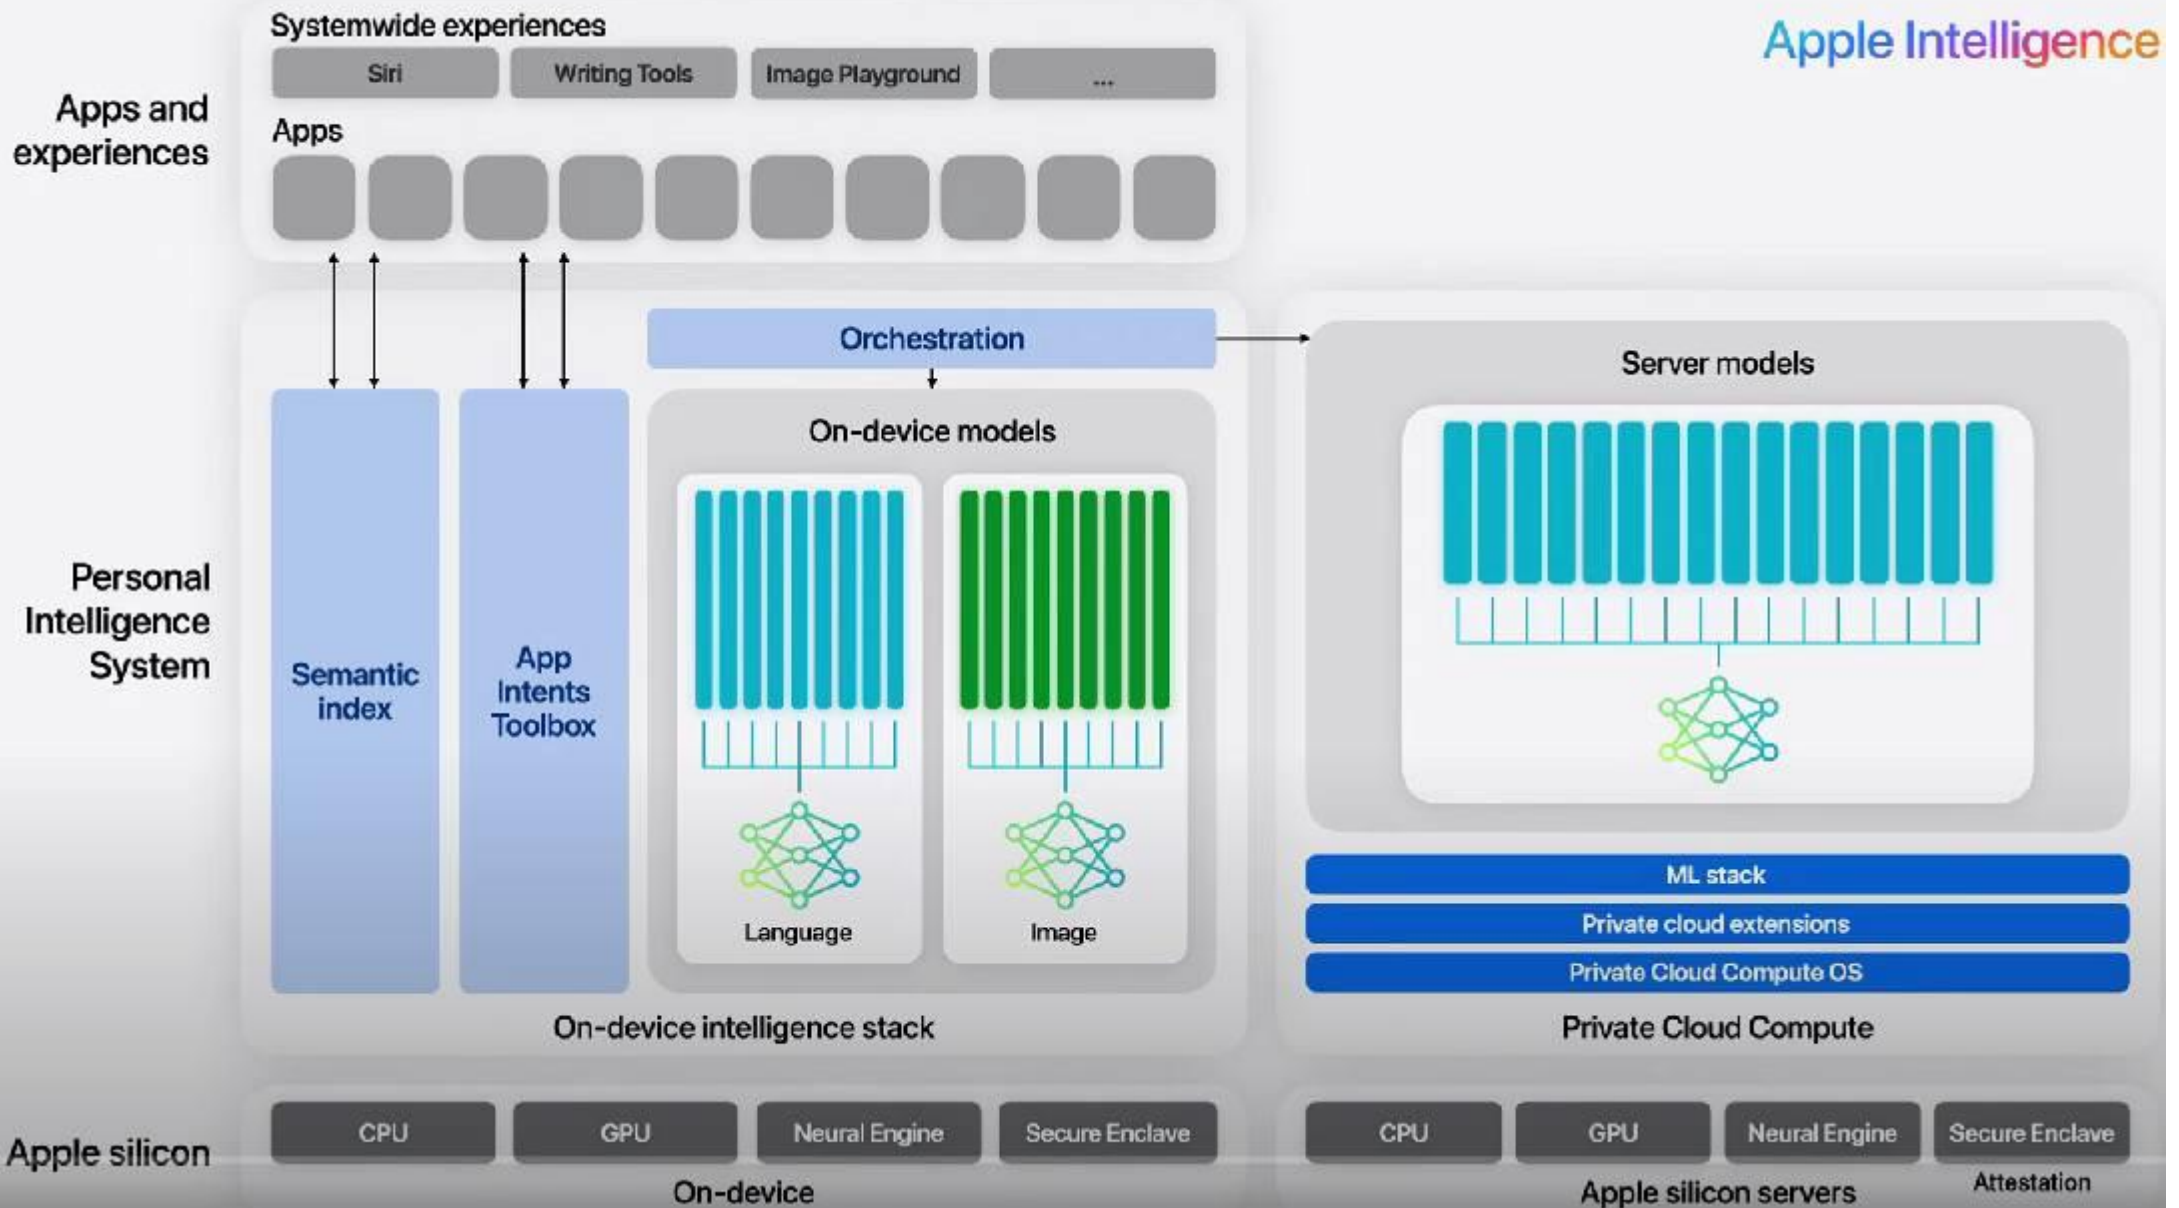 Systemwide experiences
Apple Intelligence
Siri
Writing Tools
Image Playground
...
Apps and
experiences
Apps
Orchestration
Server models
On-device models
Personal
Intelligence
System
Semantic
index
App
Intents
Toolbox
Language
Image
ML stack
Private cloud extensions
Private Cloud Compute OS
On-device intelligence stack
Private Cloud Compute
Apple silicon
CPU
GPU
Neural Engine
Secure Enclave
On-device
CPU
GPU
Neural Engine
Secure Enclave
Apple silicon servers
Attestation